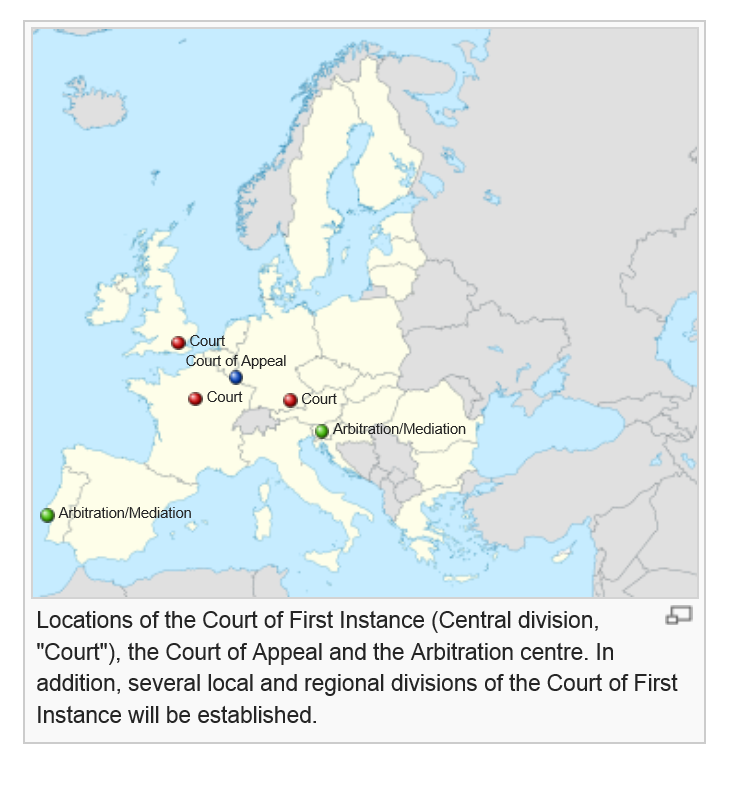 Court
Court of Appeal
Court
Court
Arbitration/Mediation
Arbitration/Mediation
Locations of the Court of First Instance (Central division,
"Court"), the Court of Appeal and the Arbitration centre. In
addition, several local and regional divisions of the Court of First
Instance will be established.